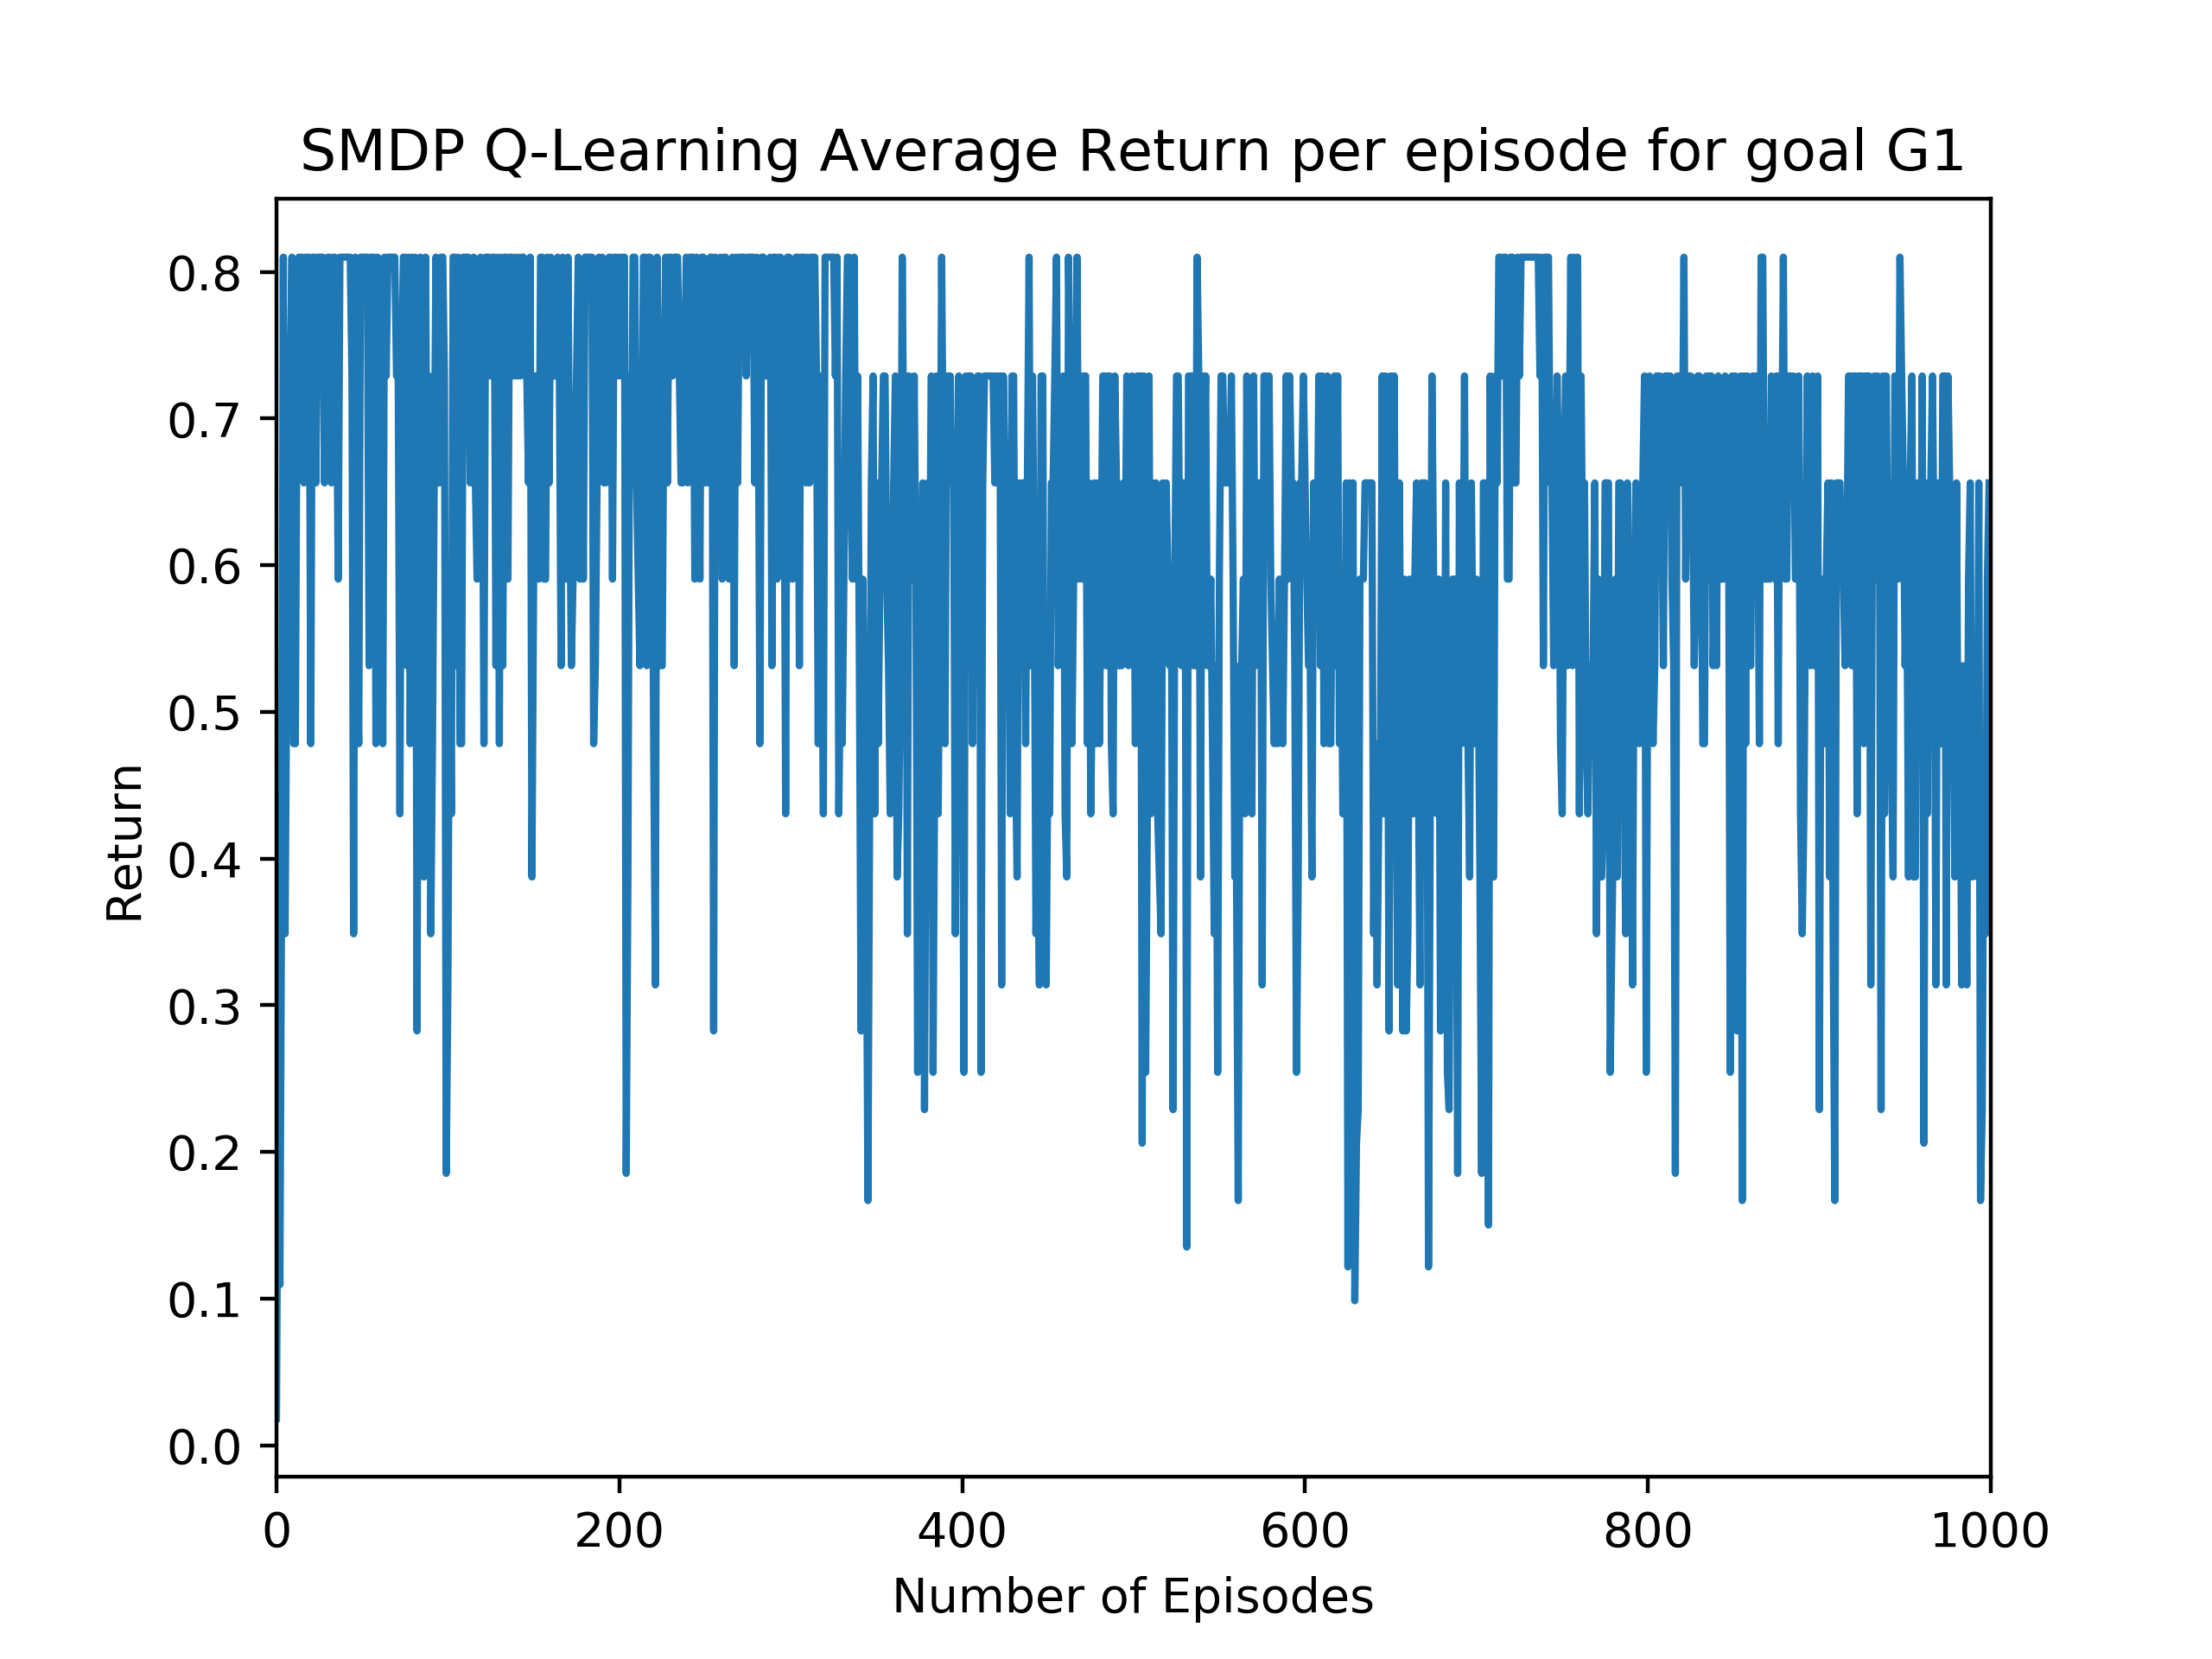 SMDP Q-Learning Average Return per episode for goal G1
0.8
0.7
0.6
0.5
0.4
0.3
0.2
0.1
0.0
Return
0 200 400 600 800 1000
Number of Episodes